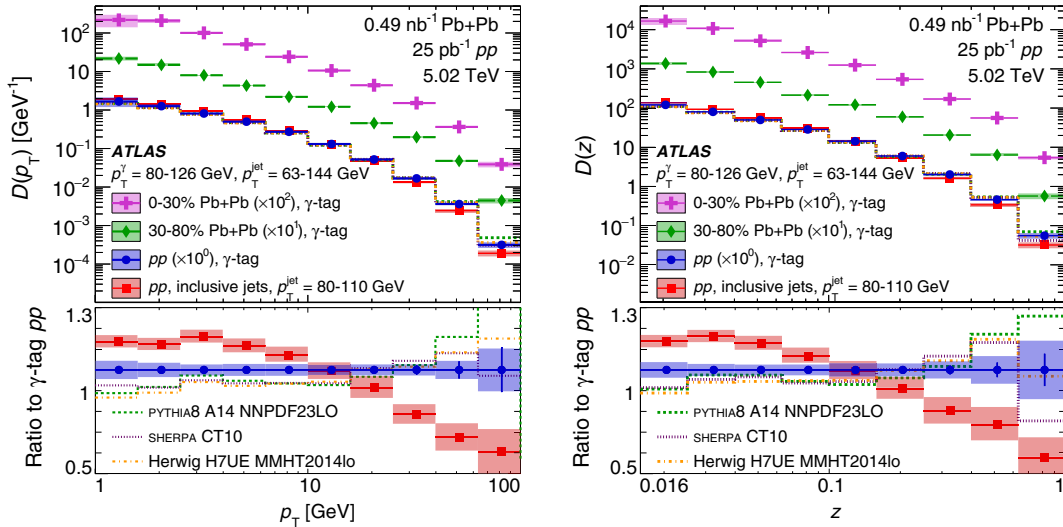 0.49 nb⁻¹ Pb+Pb
25 pb⁻¹ pp
5.02 TeV
D(p_T) [GeV⁻¹]
10²
10
1
10⁻¹
10⁻²
10⁻³
10⁻⁴
ATLAS
p_T^γ = 80-126 GeV, p_T^jet = 63-144 GeV
0-30% Pb+Pb (×10²), γ-tag
30-80% Pb+Pb (×10¹), γ-tag
pp (×10⁰), γ-tag
pp, inclusive jets, p_T^jet = 80-110 GeV
Ratio to γ-tag pp
1.3
1
0.5
PYTHIA8 A14 NNPDF23LO
SHERPA CT10
Herwig H7UE MMHT2014lo
1
10
100
p_T [GeV]
0.49 nb⁻¹ Pb+Pb
25 pb⁻¹ pp
5.02 TeV
D(z)
10⁴
10³
10²
10
1
10⁻¹
10⁻²
10⁻³
ATLAS
p_T^γ = 80-126 GeV, p_T^jet = 63-144 GeV
0-30% Pb+Pb (×10²), γ-tag
30-80% Pb+Pb (×10¹), γ-tag
pp (×10⁰), γ-tag
pp, inclusive jets, p_T^jet = 80-110 GeV
Ratio to γ-tag pp
1.3
1
0.5
PYTHIA8 A14 NNPDF23LO
SHERPA CT10
Herwig H7UE MMHT2014lo
0.016
0.1
1
z